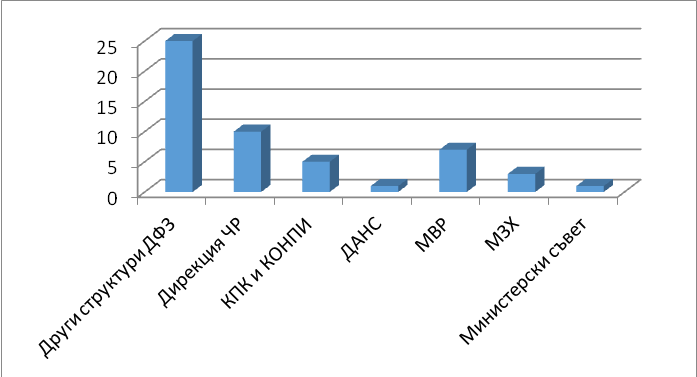 25
20
15
10
5
0
Други структури ДФЗ
Дирекция ЧР
КПК и КОНПИ
ДАНС
МВР
МЗХ
Министерски съвет